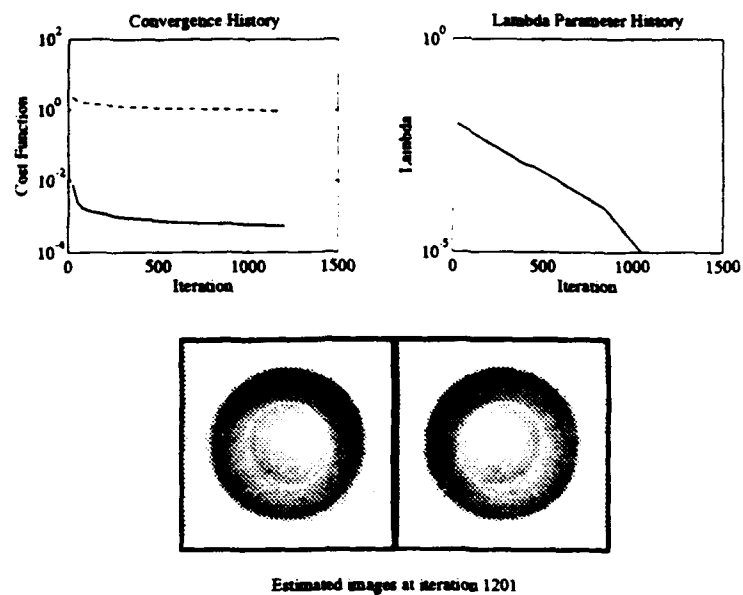 Convergence History
10^2
10^0
10^-2
10^-4
Cost Function
0
500
1000
1500
Iteration
Lambda Parameter History
10^0
10^-5
Lambda
0
500
1000
1500
Iteration
Estimated images at iteration 1201